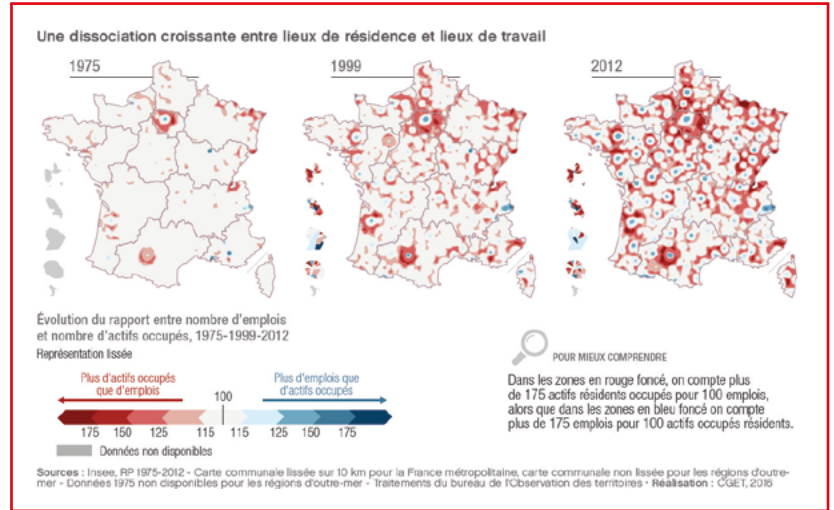 Une dissociation croissante entre lieux de résidence et lieux de travail
1975
1999
2012
Évolution du rapport entre nombre d'emplois
et nombre d'actifs occupés, 1975-1999-2012
Représentation lissée
Plus d'actifs occupés
que d'emplois
100
Plus d'emplois que
d'actifs occupés
175 150 125 115 115 125 150 175
Données non disponibles
POUR MIEUX COMPRENDRE
Dans les zones en rouge foncé, on compte plus
de 175 actifs résidents occupés pour 100 emplois,
alors que dans les zones en bleu foncé on compte
plus de 175 emplois pour 100 actifs occupés résidents.
Sources : Insee, RP 1975-2012 - Carte communale lissée sur 10 km pour la France métropolitaine, carte communale non lissée pour les régions d'outre-
mer - Données 1975 non disponibles pour les régions d'outre-mer - Traitements du bureau de l'Observation des territoires • Réalisation : CGET, 2016